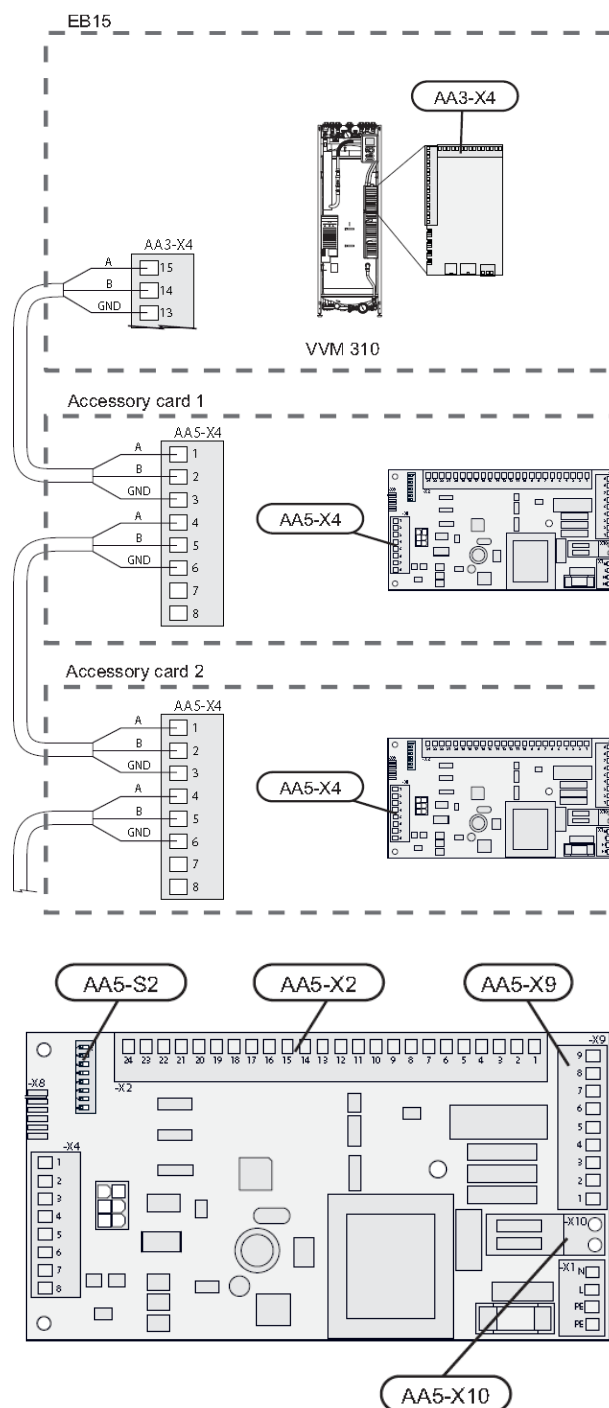 EB15
AA3-X4
AA3-X4
A 15
B 14
GND 13
VVM 310
Accessory card 1
AA5-X4
A 1
B 2
GND 3
A 4
B 5
GND 6
7
8
AA5-X4
Accessory card 2
AA5-X4
A 1
B 2
GND 3
A 4
B 5
GND 6
7
8
AA5-X4
AA5-S2 AA5-X2 AA5-X9
-X9
24 23 22 21 20 19 18 17 16 15 14 13 12 11 10 9 8 7 6 5 4 3 2 1
-X2
-X8
9
8
7
6
5
4
3
2
1
-X4
1
2
3
4
5
6
7
8
-X10
-X1
N
L
PE
PE
AA5-X10